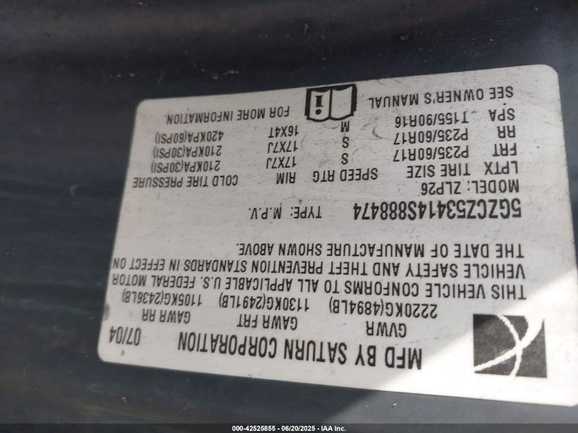 MFD BY SATURN CORPORATION 07/04
GVWR GAWR FRT GAWR RR
2220KG(4894LB) 1130KG(2491LB) 1105KG(2436LB)
THIS VEHICLE CONFORMS TO ALL APPLICABLE U.S. FEDERAL MOTOR
VEHICLE SAFETY AND THEFT PREVENTION STANDARDS IN EFFECT ON
THE DATE OF MANUFACTURE SHOWN ABOVE.
5GZCZ53414S888474 TYPE: M.P.V.
MODEL: ZLP26
LPTX TIRE SIZE SPEED RTG RIM COLD TIRE PRESSURE
FRT P235/60R17 S 17X7J 210KPA(30PSI)
RR P235/60R17 S 17X7J 210KPA(30PSI)
SPA T155/90R16 M 16X4T 420KPA(60PSI)
SEE OWNER'S MANUAL FOR MORE INFORMATION.
000-42525855 - 06/20/2025 - IAA Inc.